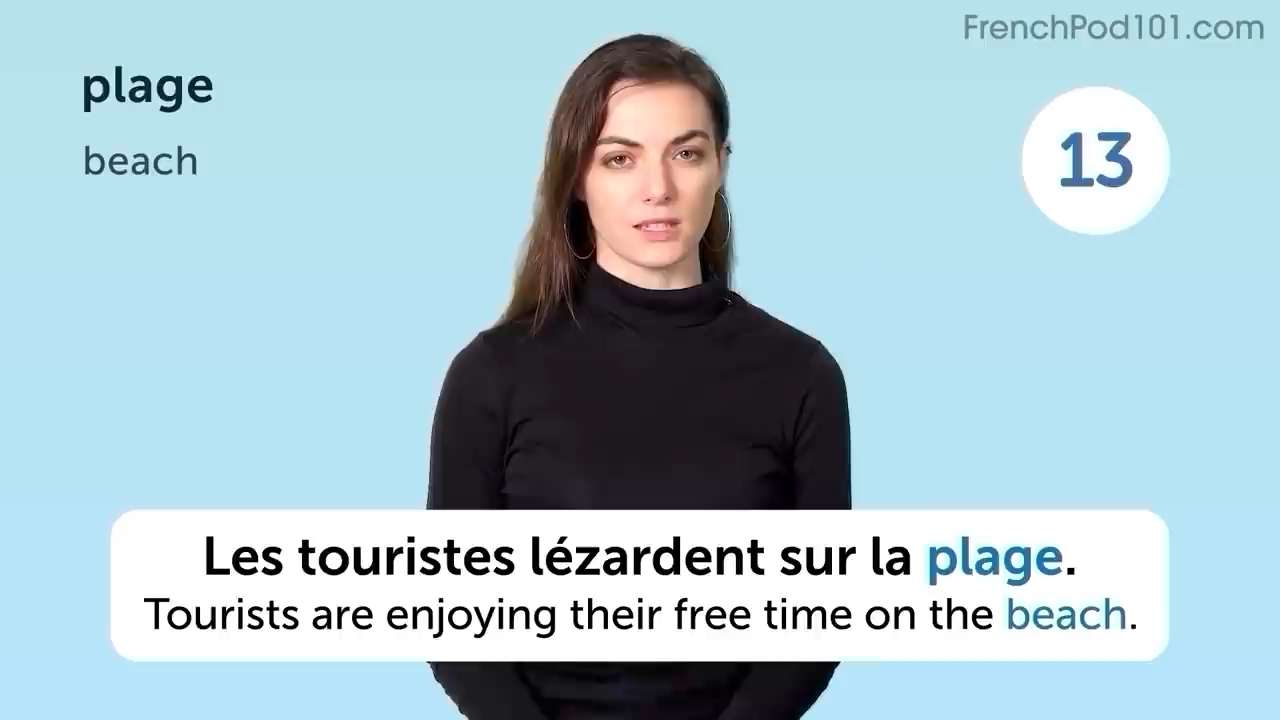 FrenchPod101.com
plage
beach
13
Les touristes lézardent sur la plage.
Tourists are enjoying their free time on the beach.